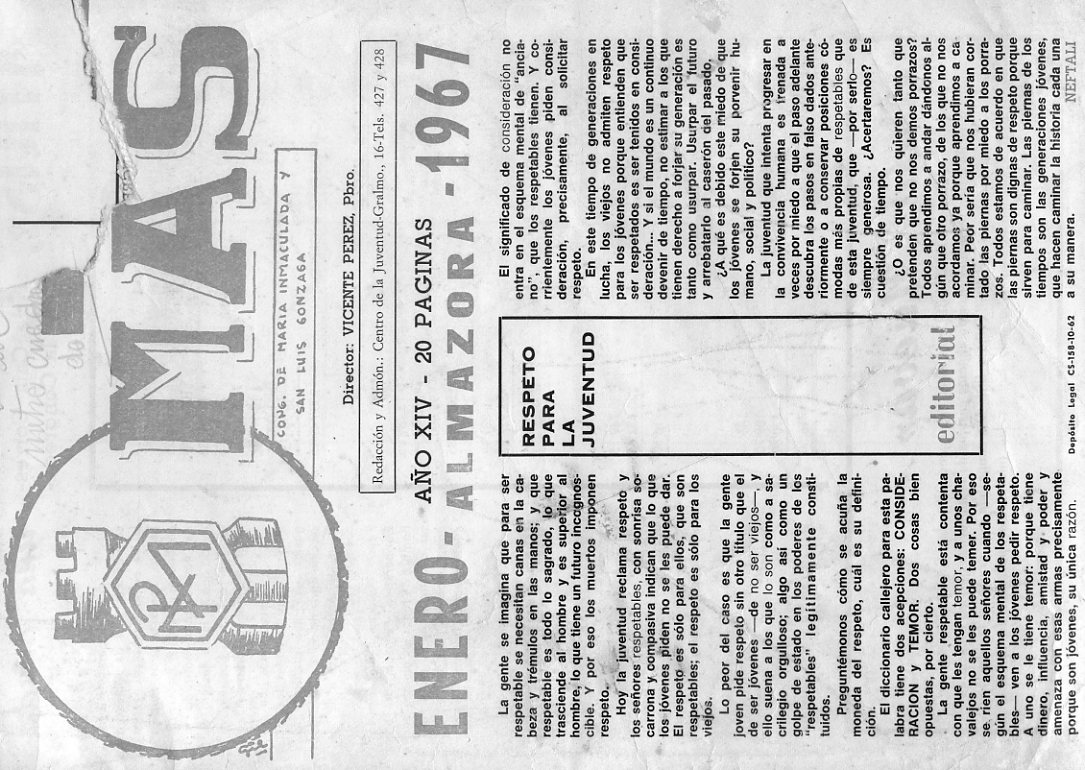 MAS
CONG. DE MARIA INMACULADA Y
SAN LUIS GONZAGA
Director: VICENTE PEREZ, Pbro.
Redacción y Admón.: Centro de la Juventud-Gralmo., 16-Tels. 427 y 428
AÑO XIV - 20 PAGINAS
ENERO - ALMAZORA - 1967
La gente se imagina que para ser
respetable se necesitan canas en la ca-
beza y trémulos en las manos; y que
respetable es todo lo sagrado, lo que
trasciende al hombre y es superior al
hombre, lo que tiene un futuro incognos-
cible. Y por eso los muertos imponen
respeto.
Hoy la juventud reclama respeto y
los señores respetables, con sonrisa so-
carrona y compasiva indican que lo que
los jóvenes piden no se les puede dar.
El respeto es sólo para ellos, que son
respetables; el respeto es sólo para los
viejos.
Lo peor del caso es que la gente
joven pide respeto sin otro título que el
de ser jóvenes —de no ser viejos—, y
ello suena a los que lo son como a sa-
crilegio orgulloso; algo así como un
golpe de estado en los poderes de los
"respetables" legítimamente consti-
tuidos.
Preguntémonos cómo se acuña la
moneda del respeto, cuál es su defini-
ción.
El diccionario callejero para esta pa-
labra tiene dos acepciones: CONSIDE-
RACION y TEMOR. Dos cosas bien
opuestas, por cierto.
La gente respetable está contenta
con que les tengan temor, y a unos cha-
valejos no se les puede temer. Por eso
se ríen aquellos señores cuando —se-
gún el esquema mental de los respeta-
bles— ven a los jóvenes pedir respeto.
A uno se le tiene temor: porque tiene
dinero, influencia, amistad y poder y
amenaza con esas armas precisamente
porque son jóvenes, su única razón.
RESPETO
PARA
LA
JUVENTUD
editorial
El significado de consideración no
entra en el esquema mental de "ancia-
no", que los respetables tienen. Y co-
rrientemente los jóvenes piden consi-
deración, precisamente, al solicitar
respeto.
En este tiempo de generaciones en
lucha, los viejos no admiten respeto
para los jóvenes porque entienden que
ser respetados es ser tenidos en consi-
deración... Y si el mundo es un continuo
devenir de tiempo, no estimar a los que
tienen derecho a forjar su generación es
tanto como usurpar. Usurpar el futuro
y arrebatarlo al caserón del pasado,
¿A qué es debido este miedo de que
los jóvenes se forjen su porvenir hu-
mano, social y político?
La juventud que intenta progresar en
la convivencia humana es frenada a
veces por miedo a que el paso adelante
descubra los pasos en falso dados ante-
riormente o a conservar posiciones có-
modas más propias de respetables que
de esta juventud, que —por serlo— es
siempre generosa. ¿Acertaremos? Es
cuestión de tiempo.
¿O es que nos quieren tanto que
pretenden que no nos demos porrazos?
Todos aprendimos a andar dándonos al-
gún que otro porrazo, de los que no nos
acordamos ya porque aprendimos a ca-
minar. Peor sería que nos hubieran cor-
tado las piernas por miedo a los porra-
zos. Todos estamos de acuerdo en que
las piernas son dignas de respeto porque
sirven para caminar. Las piernas de los
tiempos son las generaciones jóvenes,
que hacen caminar la historia cada una
a su manera.
NEFTALI
Depósito Legal CS-158-10-62